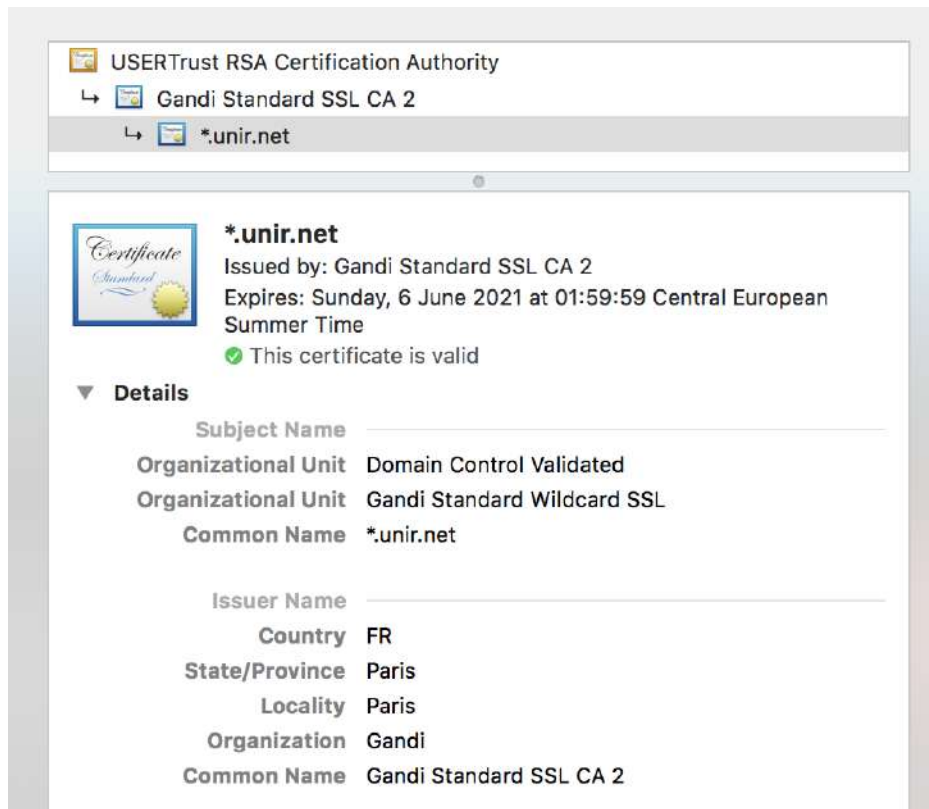 USERTrust RSA Certification Authority
Gandi Standard SSL CA 2
*.unir.net
Certificate
Standard
*.unir.net
Issued by: Gandi Standard SSL CA 2
Expires: Sunday, 6 June 2021 at 01:59:59 Central European
Summer Time
This certificate is valid
Details
Subject Name
Organizational Unit Domain Control Validated
Organizational Unit Gandi Standard Wildcard SSL
Common Name *.unir.net
Issuer Name
Country FR
State/Province Paris
Locality Paris
Organization Gandi
Common Name Gandi Standard SSL CA 2